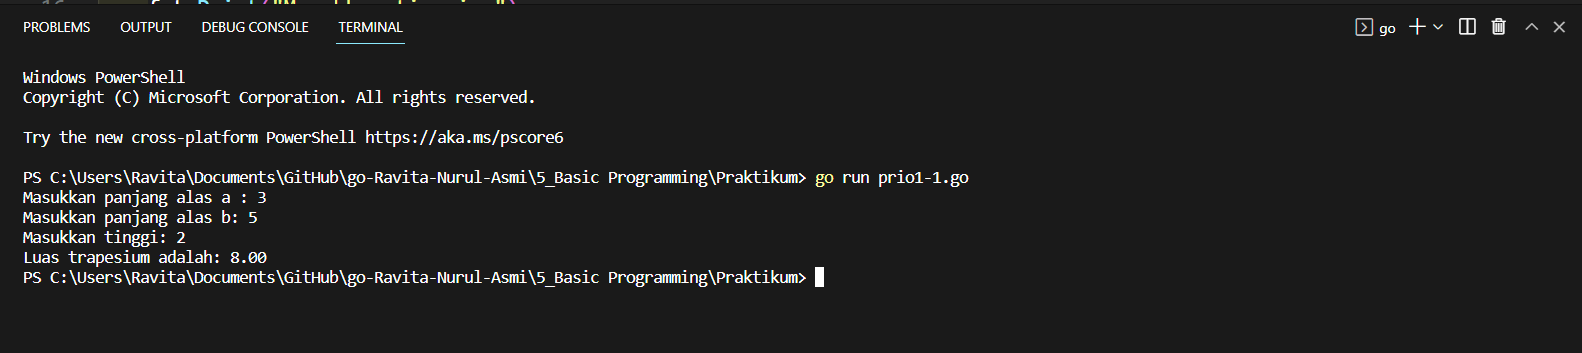 PROBLEMS OUTPUT DEBUG CONSOLE TERMINAL go
Windows PowerShell
Copyright (C) Microsoft Corporation. All rights reserved.
Try the new cross-platform PowerShell https://aka.ms/pscore6
PS C:\Users\Ravita\Documents\GitHub\go-Ravita-Nurul-Asmi\5_Basic Programming\Praktikum> go run prio1-1.go
Masukkan panjang alas a : 3
Masukkan panjang alas b: 5
Masukkan tinggi: 2
Luas trapesium adalah: 8.00
PS C:\Users\Ravita\Documents\GitHub\go-Ravita-Nurul-Asmi\5_Basic Programming\Praktikum>